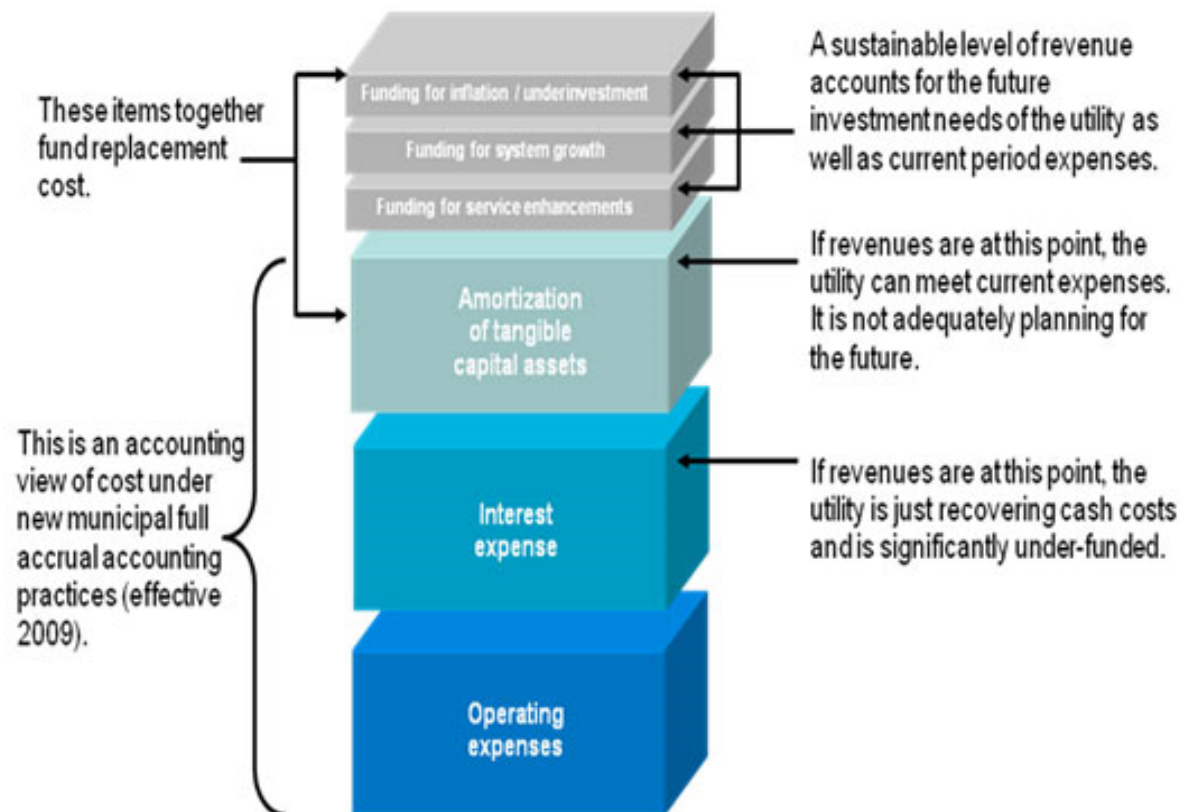 These items together
fund replacement
cost.
This is an accounting
view of cost under
new municipal full
accrual accounting
practices (effective
2009).
Funding for inflation / underinvestment
Funding for system growth
Funding for service enhancements
Amortization
of tangible
capital assets
Interest
expense
Operating
expenses
A sustainable level of revenue
accounts for the future
investment needs of the utility as
well as current period expenses.
If revenues are at this point, the
utility can meet current expenses.
It is not adequately planning for
the future.
If revenues are at this point, the
utility is just recovering cash costs
and is significantly under-funded.